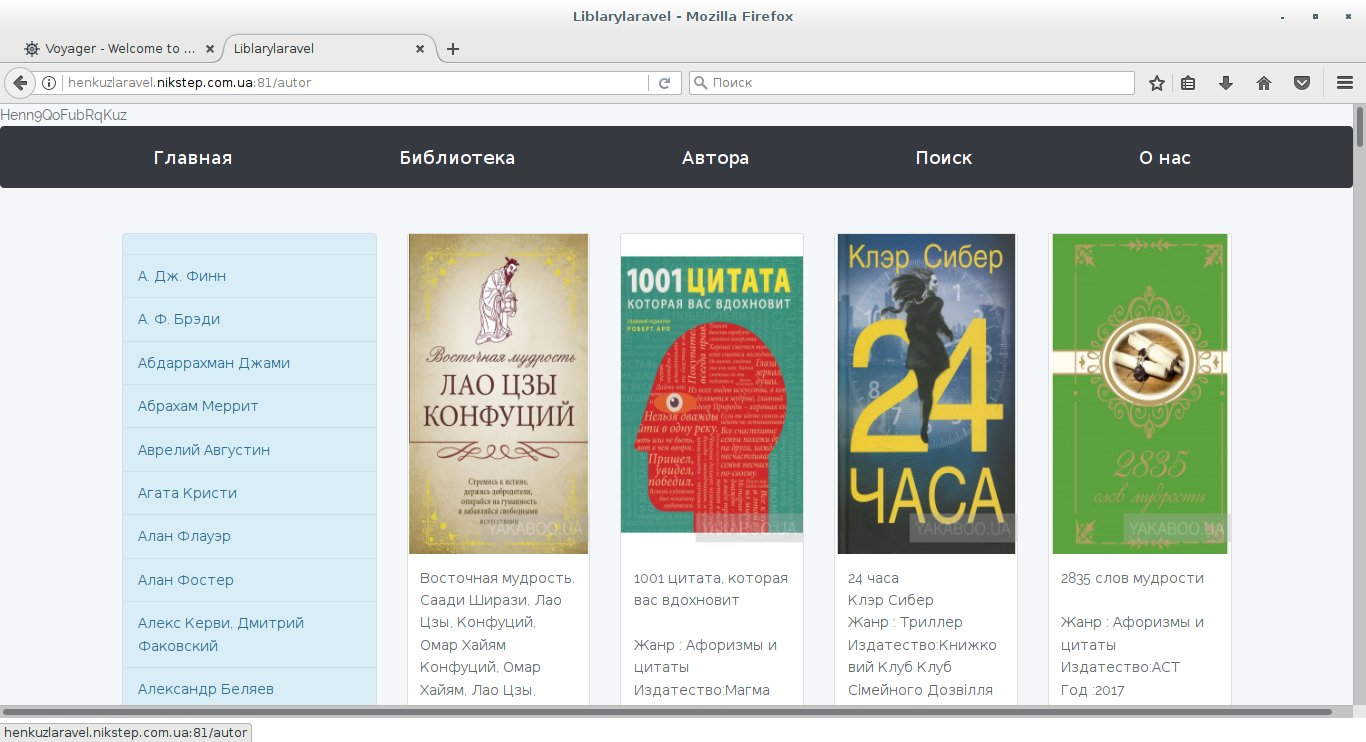 Liblarylaravel - Mozilla Firefox
Voyager - Welcome to ...
Liblarylaravel
henkuzlaravel.nikstep.com.ua:81/autor
Поиск
Henn9QoFubRqKuz
Главная
Библиотека
Автора
Поиск
О нас
А. Дж. Финн
А. Ф. Брэди
Абдаррахман Джами
Абрахам Меррит
Аврелий Августин
Агата Кристи
Алан Флауэр
Алан Фостер
Алекс Керви, Дмитрий
Факовский
Александр Беляев
Восточная мудрость
ЛАО ЦЗЫ
КОНФУЦИЙ
Стремись к истине,
держись добродетели,
опирайся на гуманность
и забавляйся свободными
искусствами
YAKABOO.UA
Восточная мудрость.
Саади Ширази, Лао
Цзы, Конфуций,
Омар Хайям
Конфуций, Омар
Хайям, Лао Цзы,
1001 ЦИТАТА
КОТОРАЯ ВАС ВДОХНОВИТ
ГЛАВНЫЙ РЕДАКТОР
РОБЕРТ АРП
Нельзя дважды
войти в одну реку.
Пришел,
увидел,
победил.
YAKABOO.UA
1001 цитата, которая
вас вдохновит
Жанр : Афоризмы и
цитаты
Издатество:Магма
Клэр Сибер
24
ЧАСА
YAKABOO.UA
24 часа
Клэр Сибер
Жанр : Триллер
Издатество:Книжко
вий Клуб Клуб
Сімейного Дозвілля
2835
слов мудрости
YAKABOO.UA
2835 слов мудрости
Жанр : Афоризмы и
цитаты
Издатество:АСТ
Год :2017
henkuzlaravel.nikstep.com.ua:81/autor